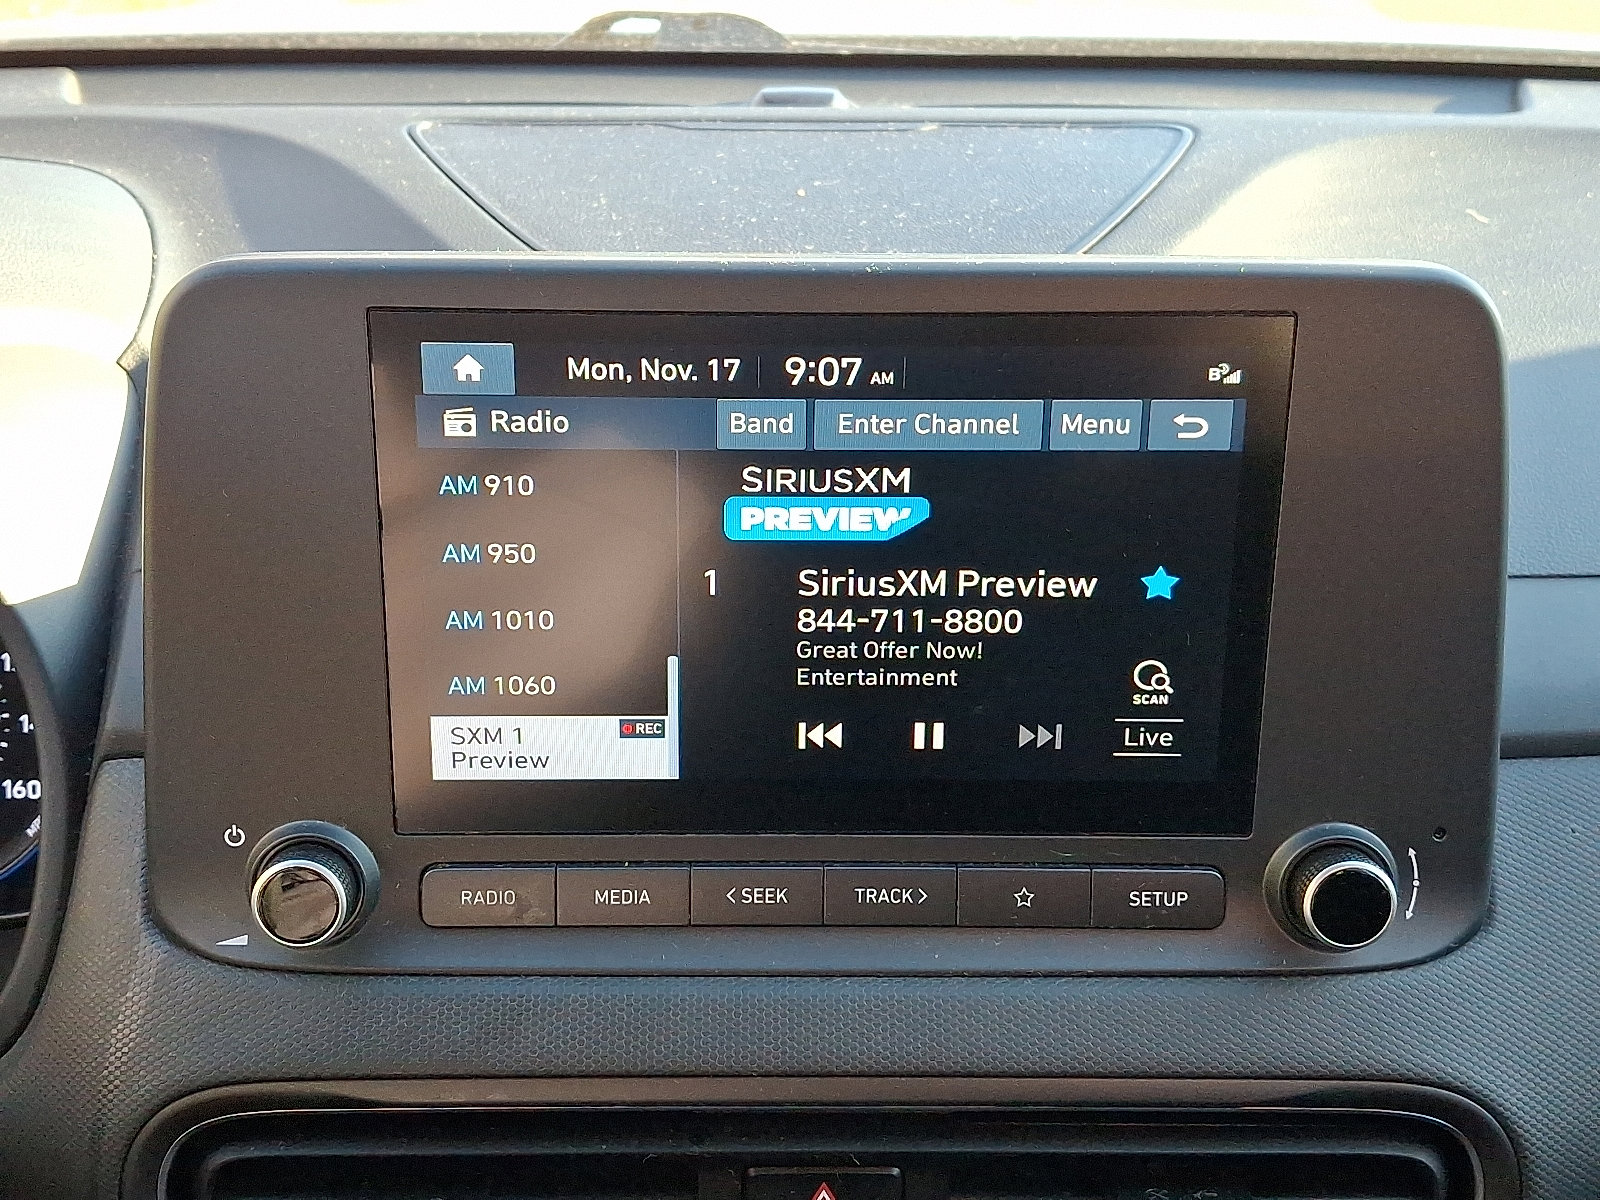 Mon, Nov. 17 9:07 AM
Radio Band Enter Channel Menu
AM 910
AM 950
AM 1010
AM 1060
SXM 1 REC
Preview
SIRIUSXM
PREVIEW
1 SiriusXM Preview
844-711-8800
Great Offer Now!
Entertainment
SCAN
Live
RADIO MEDIA <SEEK TRACK> SETUP
160